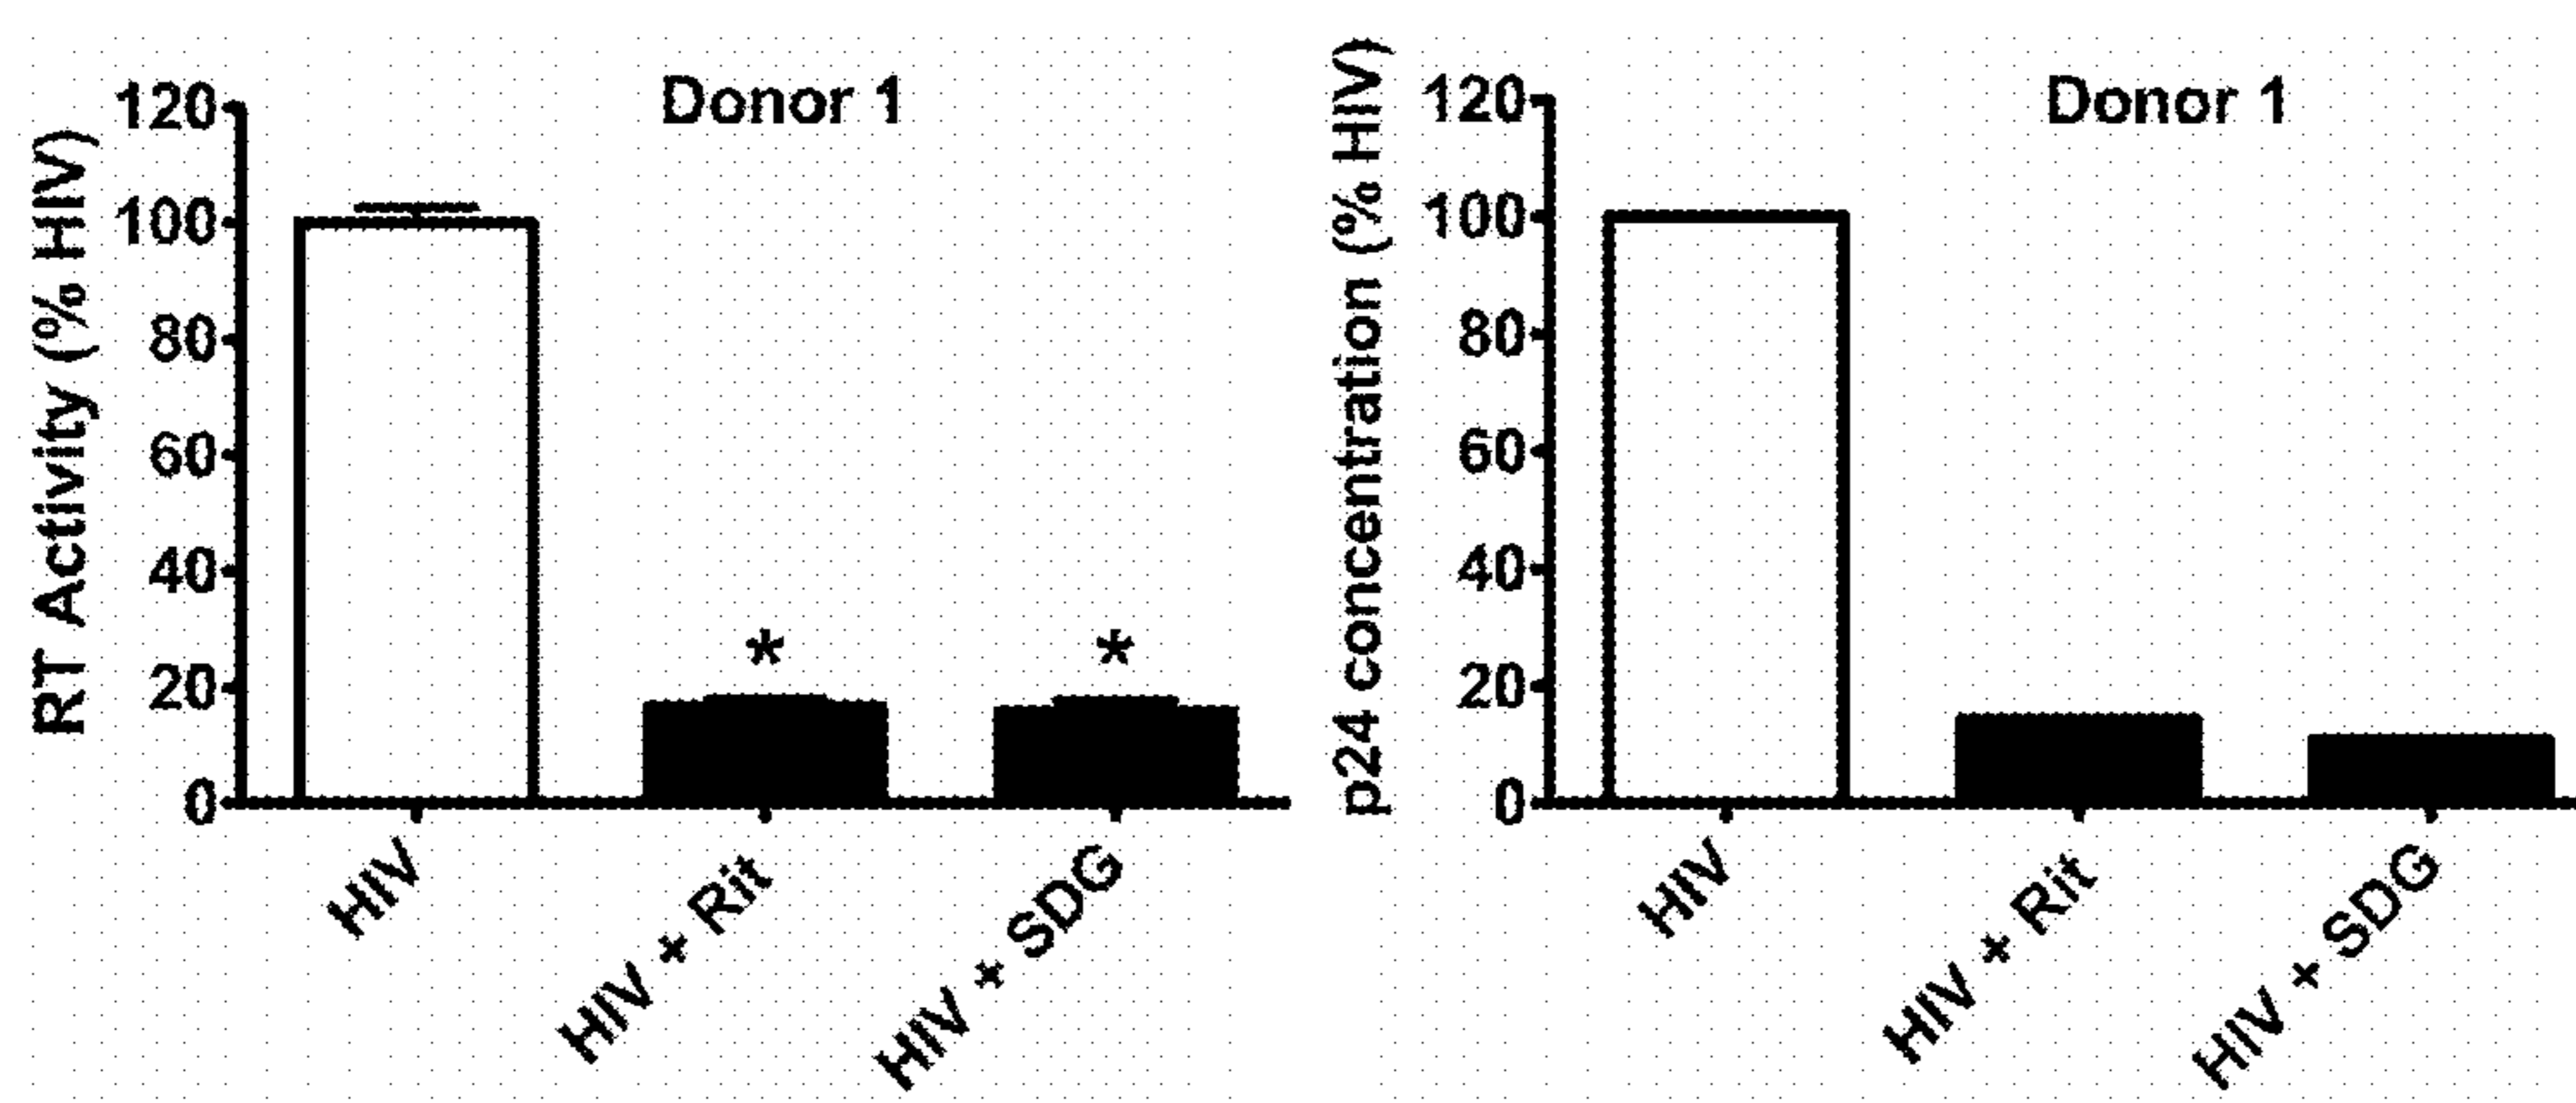 Donor 1
RT Activity (% HIV)
120
100
80
60
40
20
0
*
*
HIV
HIV + Rit
HIV + SDG
Donor 1
p24 concentration (% HIV)
120
100
80
60
40
20
0
HIV
HIV + Rit
HIV + SDG